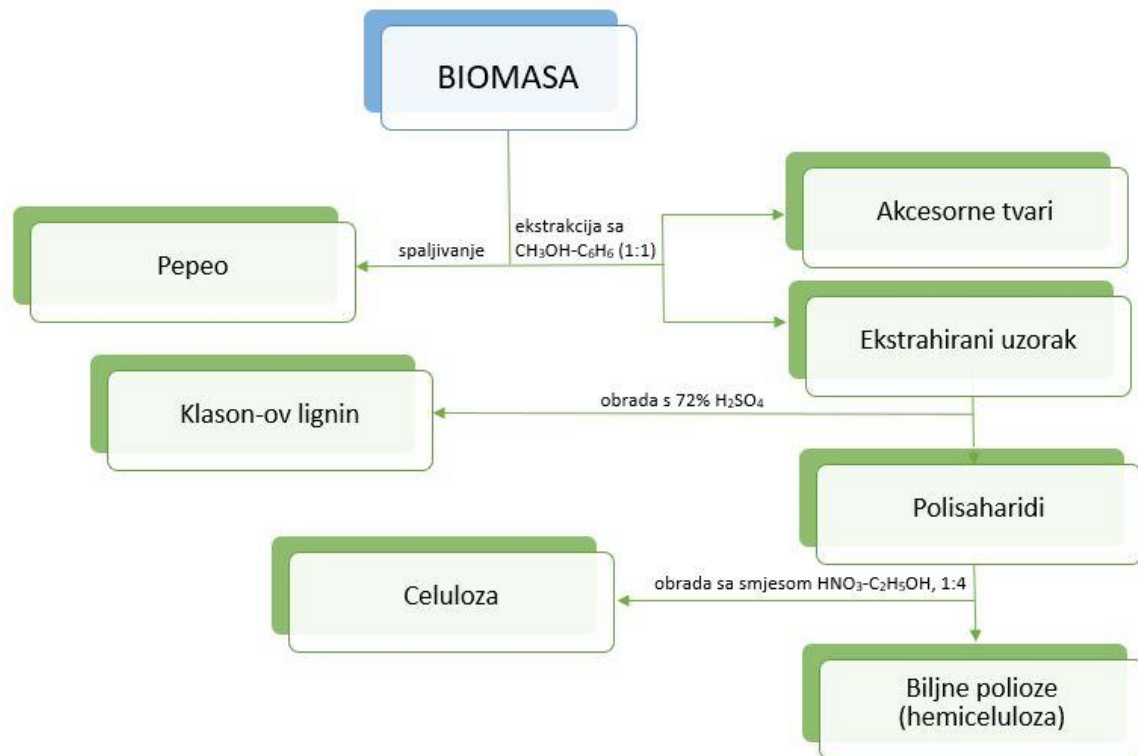 BIOMASA
Akcesorne tvari
ekstrakcija sa
CH₃OH-C₆H₆ (1:1)
spaljivanje
Pepeo
Ekstrahirani uzorak
obrada s 72% H₂SO₄
Klason-ov lignin
Polisaharidi
obrada sa smjesom HNO₃-C₂H₅OH, 1:4
Celuloza
Biljne polioze
(hemiceluloza)